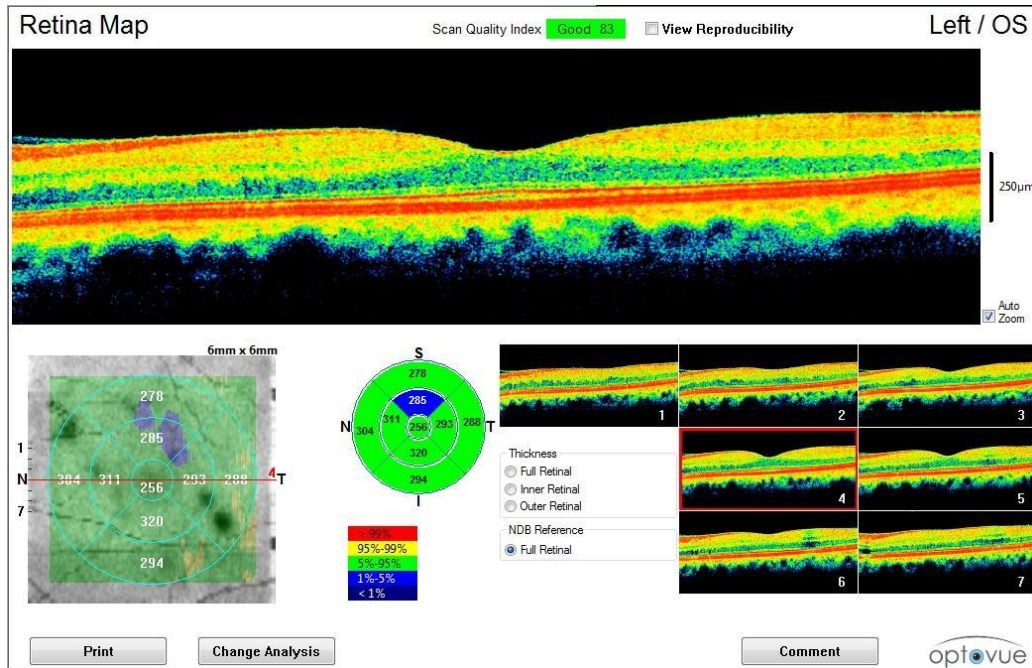 Retina Map
Scan Quality Index Good 83 View Reproducibility
Left / OS
250µm
Auto
Zoom
6mm x 6mm
278
285
304 311 256 293 288
320
294
1
N
7
4
T
S
278
285
N 304 311 256 293 288 T
320
294
I
> 99%
95%-99%
5%-95%
1%-5%
< 1%
Thickness
Full Retinal
Inner Retinal
Outer Retinal
NDB Reference
Full Retinal
1
2
3
4
5
6
7
Print
Change Analysis
Comment
optovue